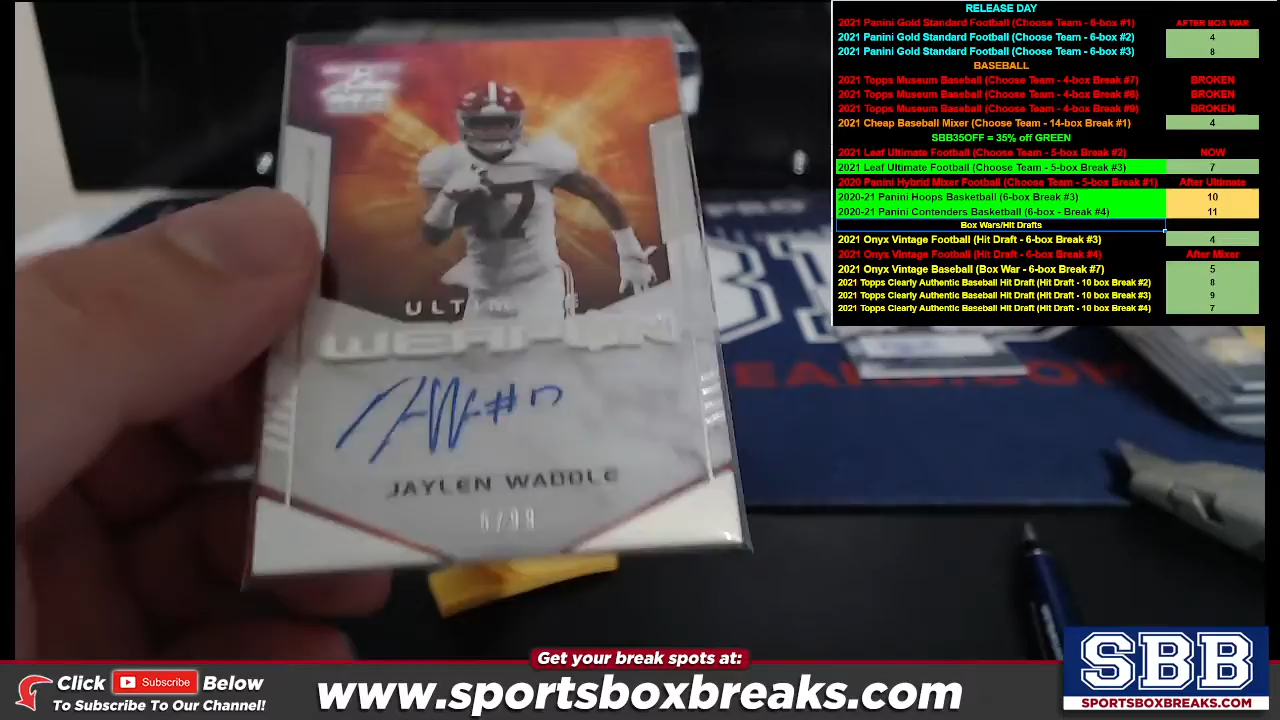 RELEASE DAY
2021 Panini Gold Standard Football (Choose Team - 6-box #1) AFTER BOX WAR
2021 Panini Gold Standard Football (Choose Team - 6-box #2) 4
2021 Panini Gold Standard Football (Choose Team - 6-box #3) 8
BASEBALL
2021 Topps Museum Baseball (Choose Team - 4-box Break #7) BROKEN
2021 Topps Museum Baseball (Choose Team - 4-box Break #8) BROKEN
2021 Topps Museum Baseball (Choose Team - 4-box Break #9) BROKEN
2021 Cheap Baseball Mixer (Choose Team - 14-box Break #1) 4
SBB35OFF = 35% off GREEN
2021 Leaf Ultimate Football (Choose Team - 5-box Break #2) NOW
2021 Leaf Ultimate Football (Choose Team - 5-box Break #3) 7
2020 Panini Hybrid Mixer Football (Choose Team - 5-box Break #1) After Ultimate
2020-21 Panini Hoops Basketball (6-box Break #3) 10
2020-21 Panini Contenders Basketball (6-box - Break #4) 11
Box Wars/Hit Drafts
2021 Onyx Vintage Football (Hit Draft - 6-box Break #3) 4
2021 Onyx Vintage Football (Hit Draft - 6-box Break #4) After Mixer
2021 Onyx Vintage Baseball (Box War - 6-box Break #7) 5
2021 Topps Clearly Authentic Baseball Hit Draft (Hit Draft - 10 box Break #2) 8
2021 Topps Clearly Authentic Baseball Hit Draft (Hit Draft - 10 box Break #3) 9
2021 Topps Clearly Authentic Baseball Hit Draft (Hit Draft - 10 box Break #4) 7
17
ULTIMATE
WEAPON
#17
JAYLEN WADDLE
6/99
Get your break spots at:
Click Subscribe Below
To Subscribe To Our Channel!
www.sportsboxbreaks.com
SBB
SPORTSBOXBREAKS.COM